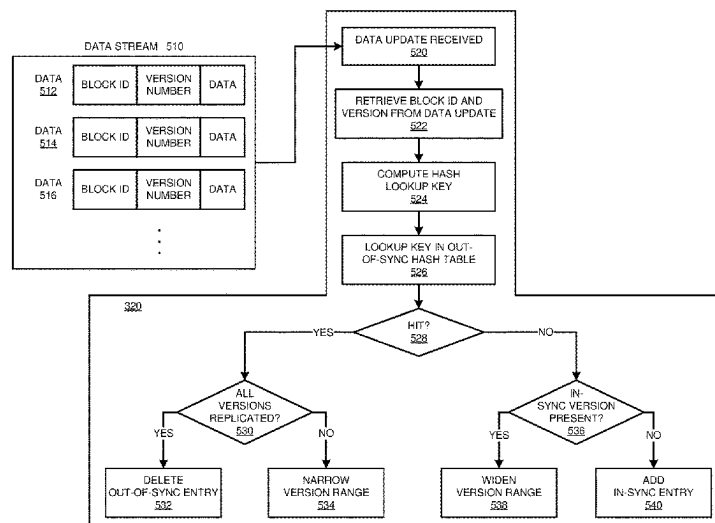 DATA STREAM 510
DATA
512
BLOCK ID
VERSION
NUMBER
DATA
DATA
514
BLOCK ID
VERSION
NUMBER
DATA
DATA
516
BLOCK ID
VERSION
NUMBER
DATA
DATA UPDATE RECEIVED
520
RETRIEVE BLOCK ID AND
VERSION FROM DATA UPDATE
522
COMPUTE HASH
LOOKUP KEY
524
LOOKUP KEY IN OUT-
OF-SYNC HASH TABLE
526
320
HIT?
528
YES
NO
ALL
VERSIONS
REPLICATED?
530
YES
NO
IN-
SYNC VERSION
PRESENT?
536
YES
NO
DELETE
OUT-OF-SYNC ENTRY
532
NARROW
VERSION RANGE
534
WIDEN
VERSION RANGE
538
ADD
IN-SYNC ENTRY
540